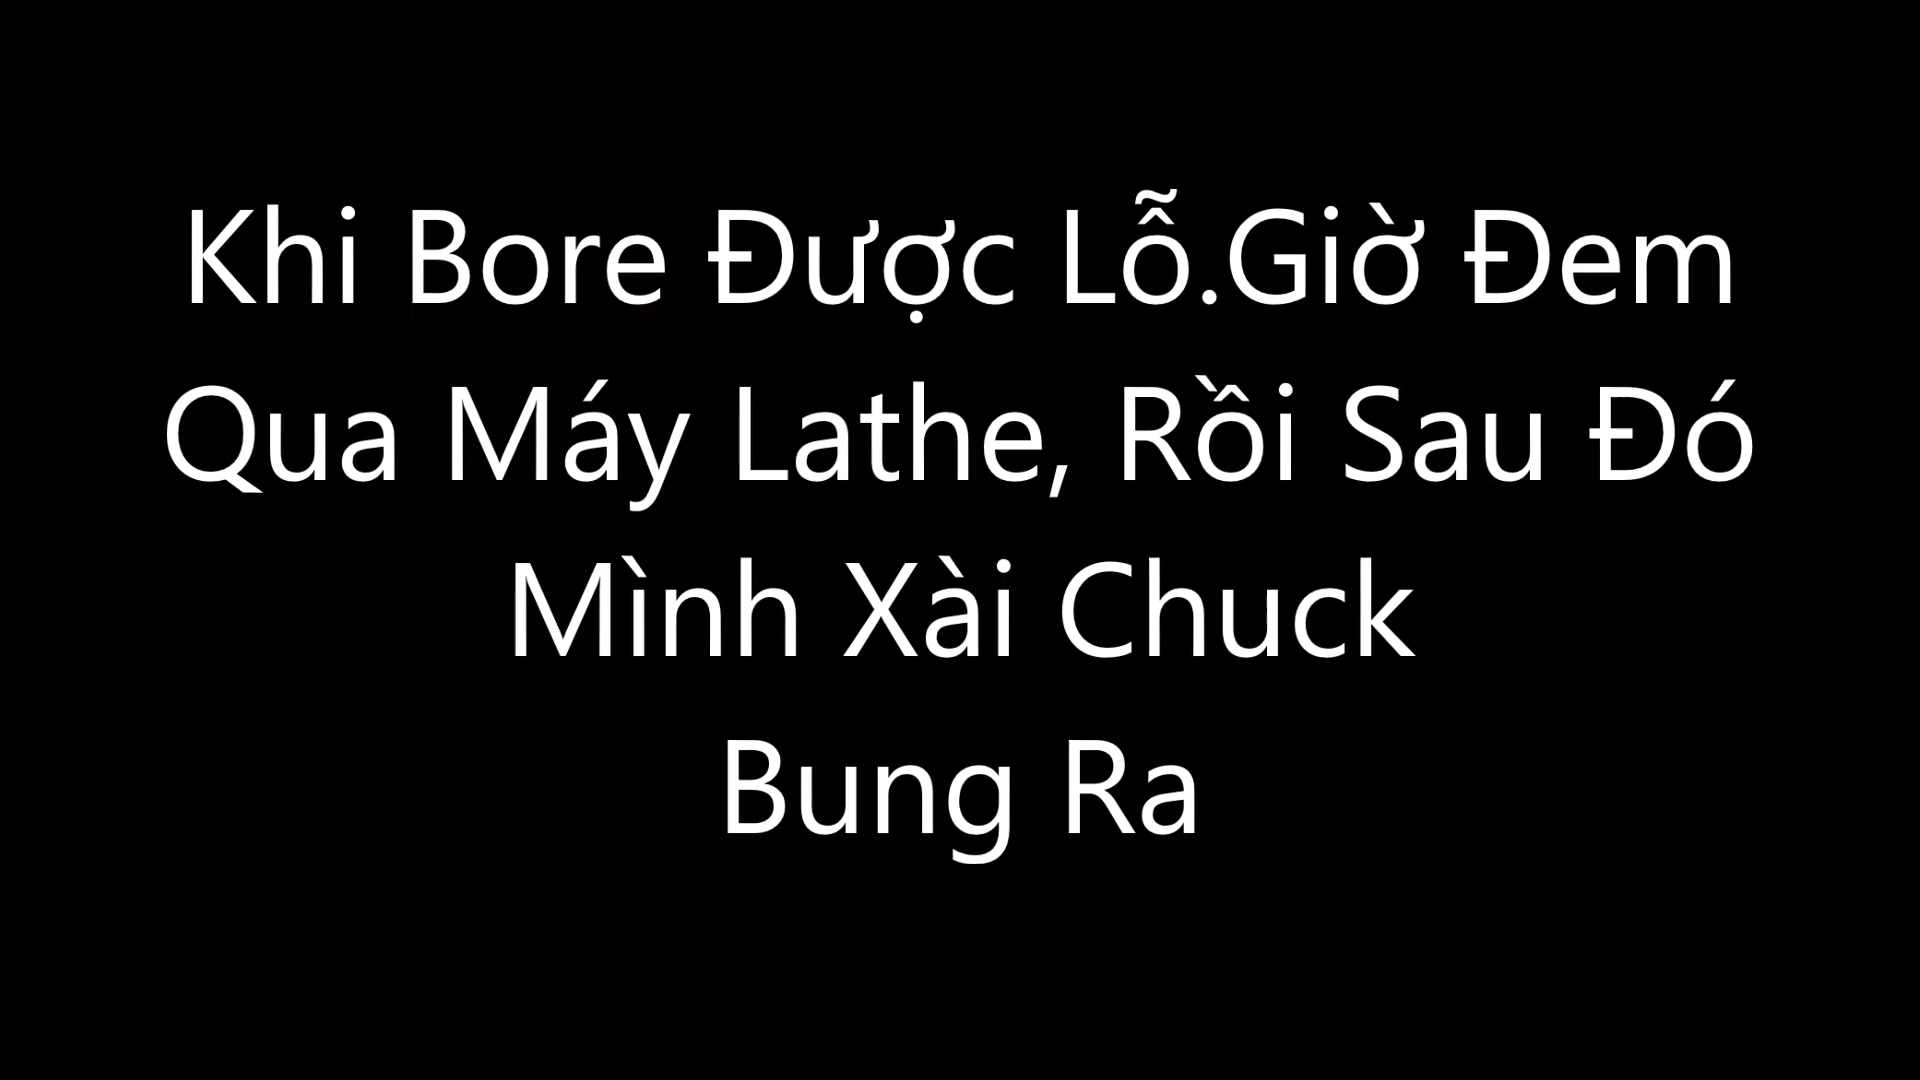 Khi Bore Được Lỗ.Giờ Đem
Qua Máy Lathe, Rồi Sau Đó
Mình Xài Chuck
Bung Ra